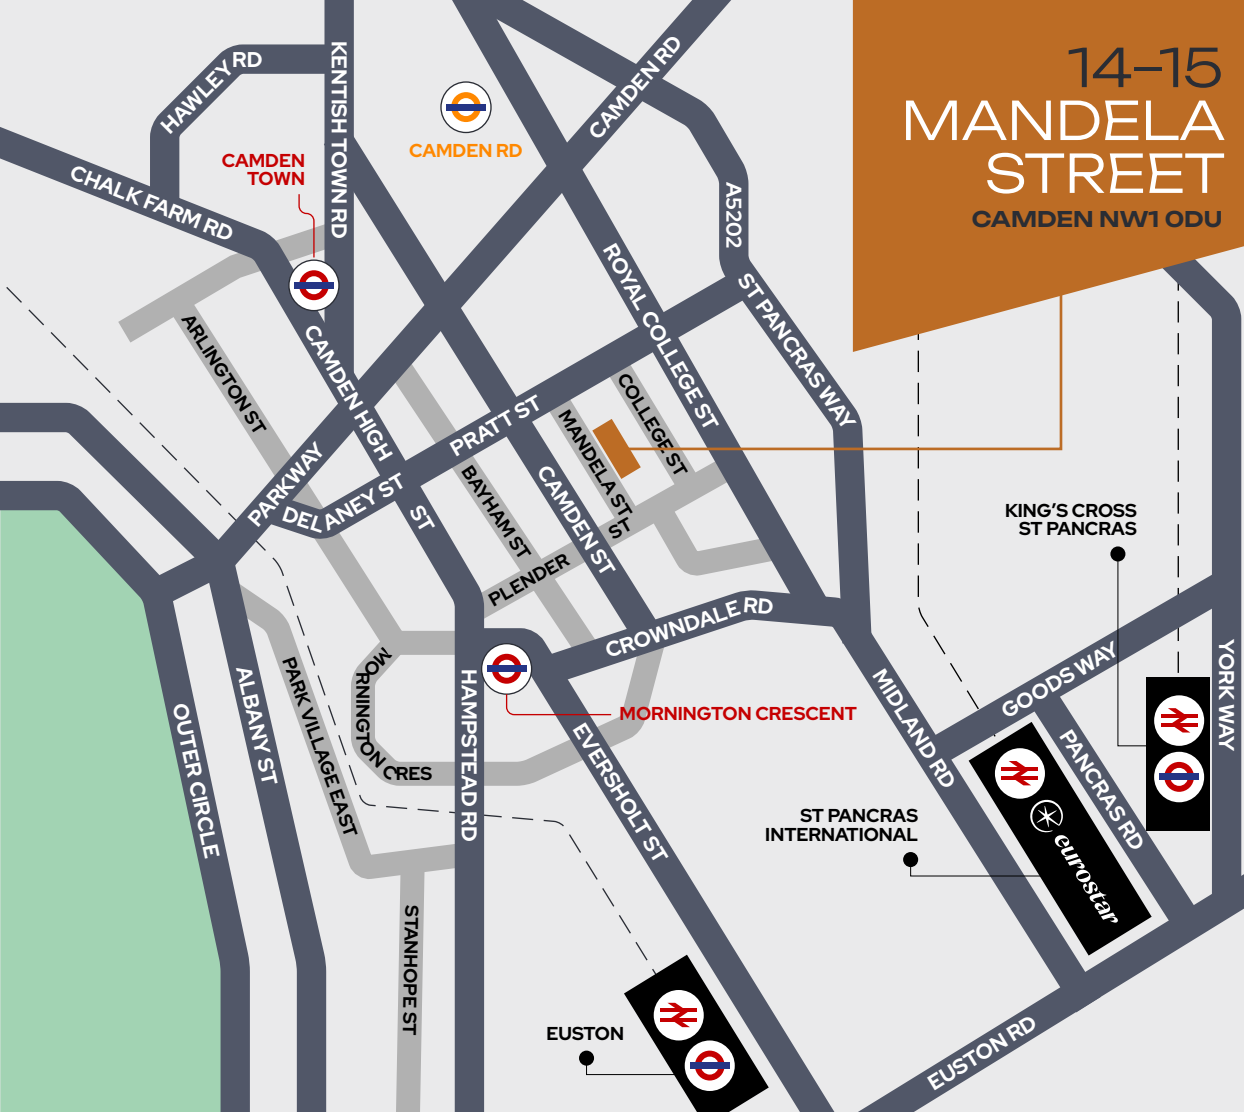 14–15
MANDELA
STREET
CAMDEN NW1 0DU
HAWLEY RD
KENTISH TOWN RD
CAMDEN RD
CAMDEN RD
CAMDEN
TOWN
CHALK FARM RD
A5202
ROYAL COLLEGE ST
ST PANCRAS WAY
ARLINGTON ST
CAMDEN HIGH ST
COLLEGE ST
MANDELA ST
PRATT ST
PARKWAY
DELANEY ST
BAYHAM ST
CAMDEN ST
PLENDER ST
KING'S CROSS
ST PANCRAS
CROWNDALE RD
MORNINGTON CRES
PARK VILLAGE EAST
ALBANY ST
OUTER CIRCLE
HAMPSTEAD RD
MORNINGTON CRESCENT
EVERSHOLT ST
MIDLAND RD
GOODS WAY
YORK WAY
PANCRAS RD
ST PANCRAS
INTERNATIONAL
eurostar
STANHOPE ST
EUSTON
EUSTON RD